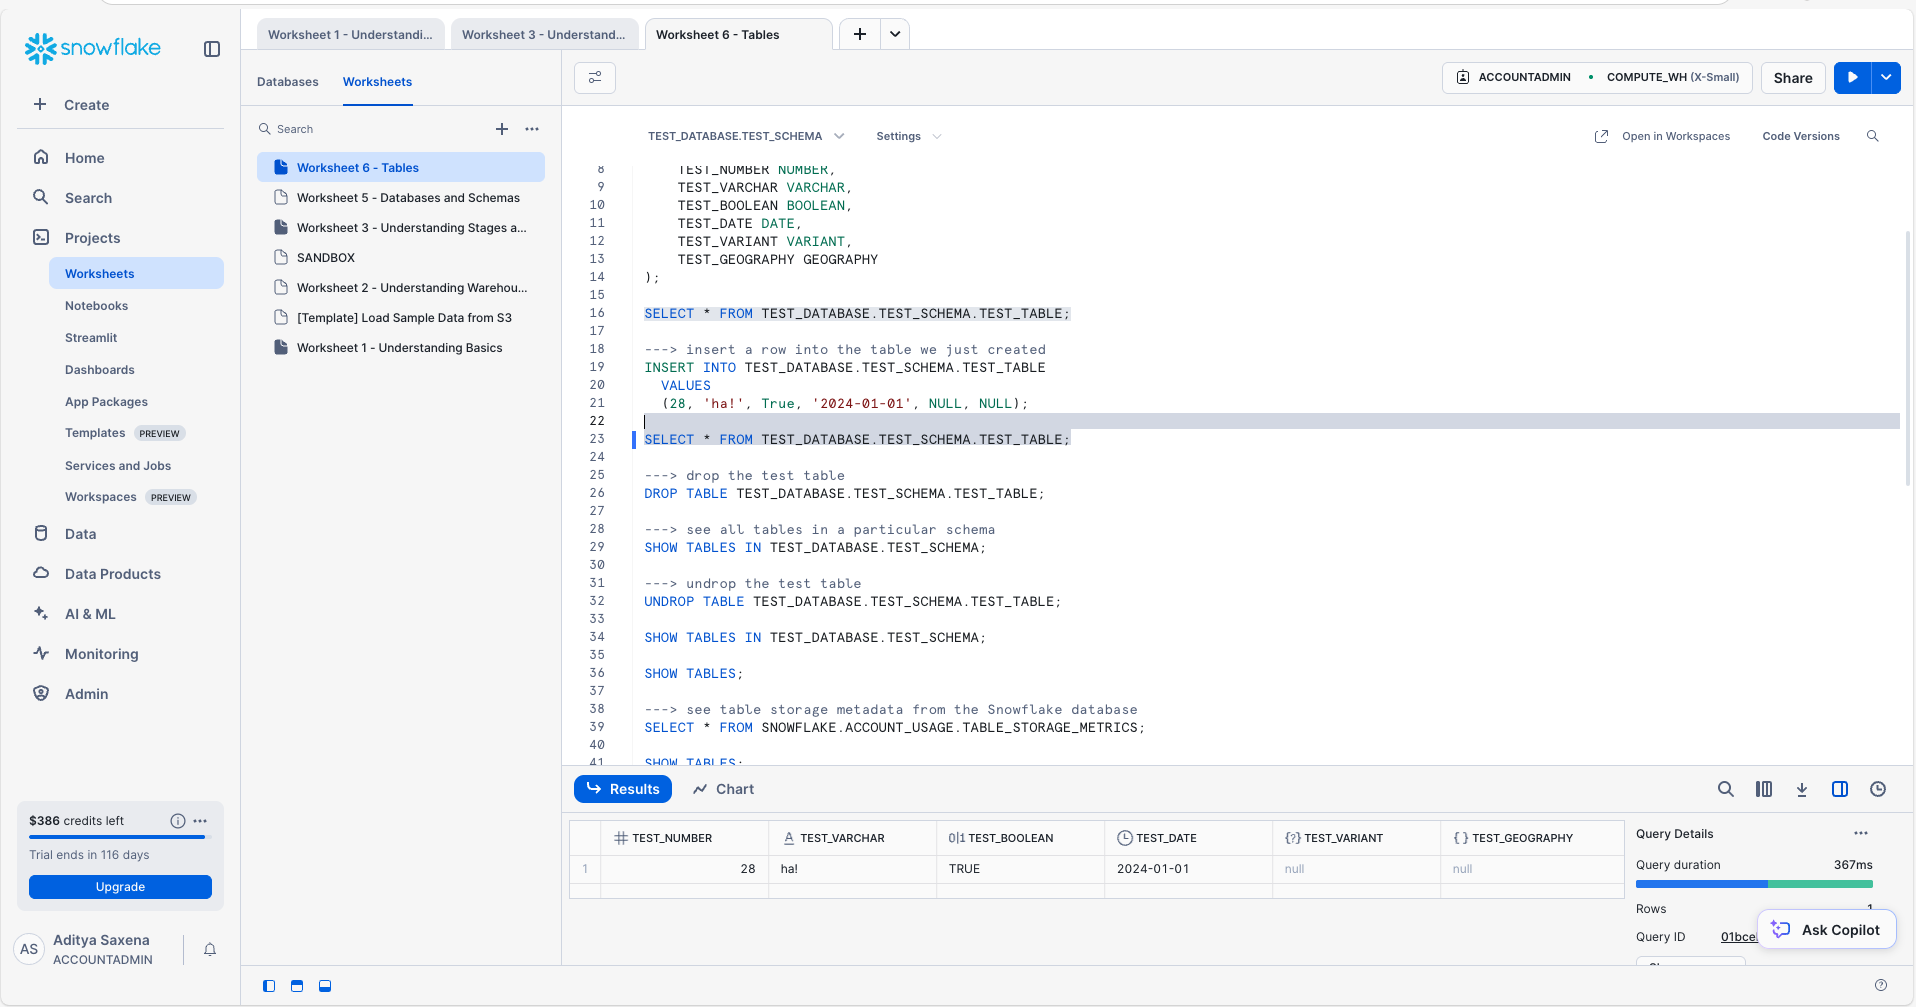 snowflake
Create
Home
Search
Projects
Worksheets
Notebooks
Streamlit
Dashboards
App Packages
Templates PREVIEW
Services and Jobs
Workspaces PREVIEW
Data
Data Products
AI & ML
Monitoring
Admin
$386 credits left
Trial ends in 116 days
Upgrade
AS
Aditya Saxena
ACCOUNTADMIN
Worksheet 1 - Understandi...
Worksheet 3 - Understand...
Worksheet 6 - Tables
Databases
Worksheets
Search
Worksheet 6 - Tables
Worksheet 5 - Databases and Schemas
Worksheet 3 - Understanding Stages a...
SANDBOX
Worksheet 2 - Understanding Warehou...
[Template] Load Sample Data from S3
Worksheet 1 - Understanding Basics
ACCOUNTADMIN • COMPUTE_WH (X-Small)
Share
TEST_DATABASE.TEST_SCHEMA
Settings
Open in Workspaces
Code Versions
8 TEST_NUMBER NUMBER,
9 TEST_VARCHAR VARCHAR,
10 TEST_BOOLEAN BOOLEAN,
11 TEST_DATE DATE,
12 TEST_VARIANT VARIANT,
13 TEST_GEOGRAPHY GEOGRAPHY
14 );
15
16 SELECT * FROM TEST_DATABASE.TEST_SCHEMA.TEST_TABLE;
17
18 ---> insert a row into the table we just created
19 INSERT INTO TEST_DATABASE.TEST_SCHEMA.TEST_TABLE
20 VALUES
21 (28, 'ha!', True, '2024-01-01', NULL, NULL);
22
23 SELECT * FROM TEST_DATABASE.TEST_SCHEMA.TEST_TABLE;
24
25 ---> drop the test table
26 DROP TABLE TEST_DATABASE.TEST_SCHEMA.TEST_TABLE;
27
28 ---> see all tables in a particular schema
29 SHOW TABLES IN TEST_DATABASE.TEST_SCHEMA;
30
31 ---> undrop the test table
32 UNDROP TABLE TEST_DATABASE.TEST_SCHEMA.TEST_TABLE;
33
34 SHOW TABLES IN TEST_DATABASE.TEST_SCHEMA;
35
36 SHOW TABLES;
37
38 ---> see table storage metadata from the Snowflake database
39 SELECT * FROM SNOWFLAKE.ACCOUNT_USAGE.TABLE_STORAGE_METRICS;
40
41 SHOW TABLES;
Results
Chart
TEST_NUMBER A TEST_VARCHAR 0|1 TEST_BOOLEAN TEST_DATE {?} TEST_VARIANT { } TEST_GEOGRAPHY
1 28 ha! TRUE 2024-01-01 null null
Query Details
Query duration 367ms
Rows 1
Query ID 01bce
Ask Copilot